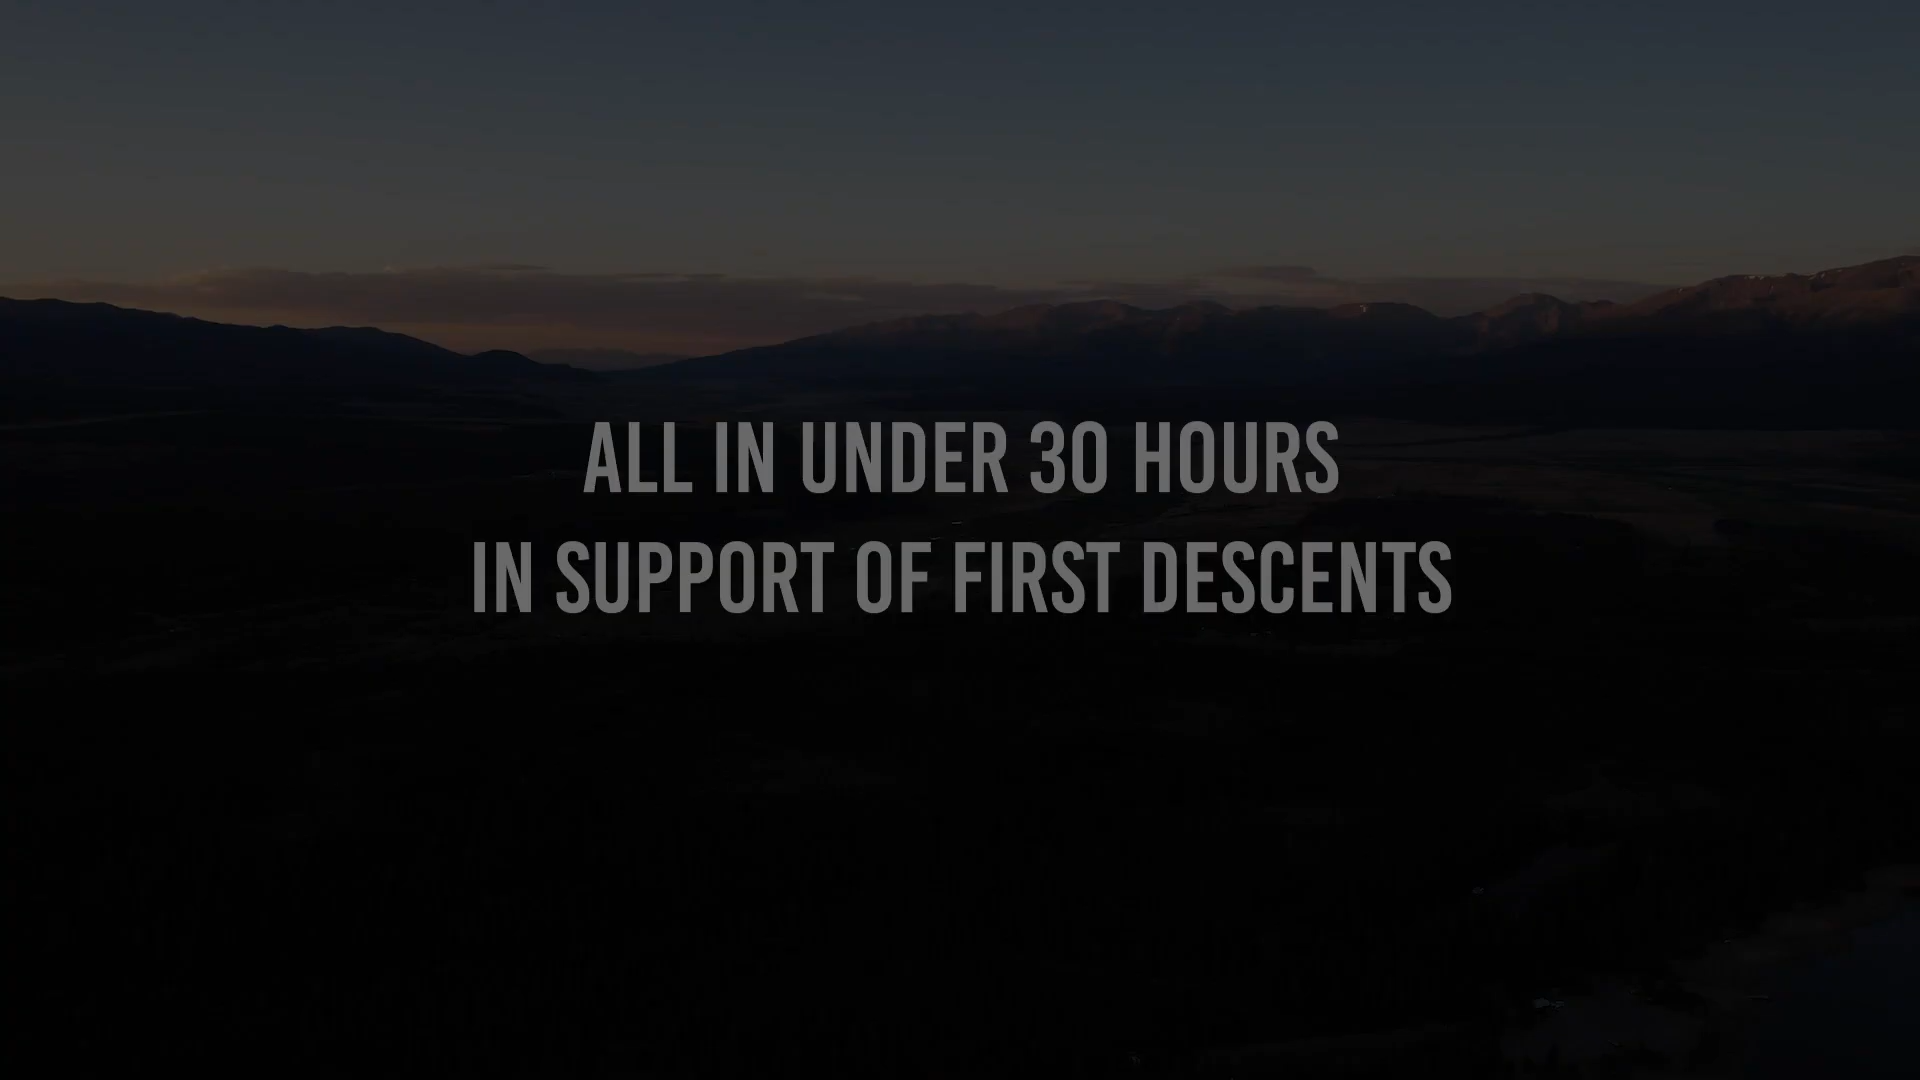 ALL IN UNDER 30 HOURS
IN SUPPORT OF FIRST DESCENTS